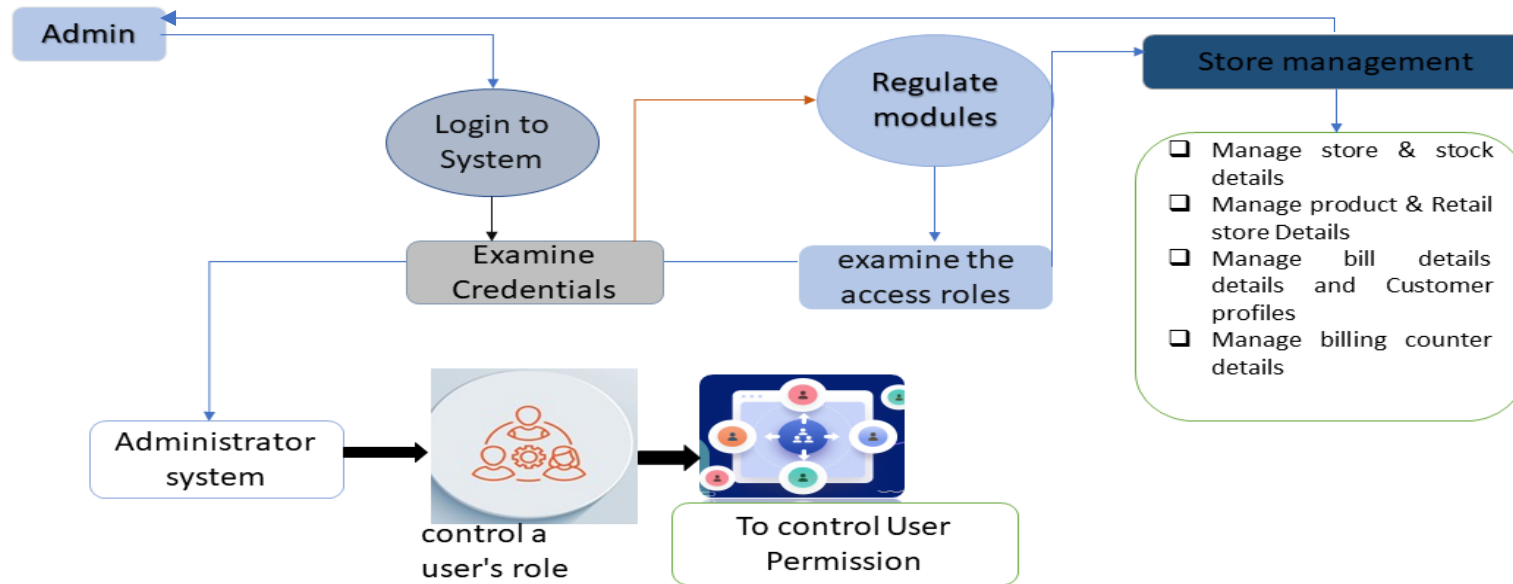 Admin
Login to
System
Examine
Credentials
Regulate
modules
examine the
access roles
Store management
❑ Manage store & stock
details
❑ Manage product & Retail
store Details
❑ Manage bill details
details and Customer
profiles
❑ Manage billing counter
details
Administrator
system
control a
user's role
To control User
Permission